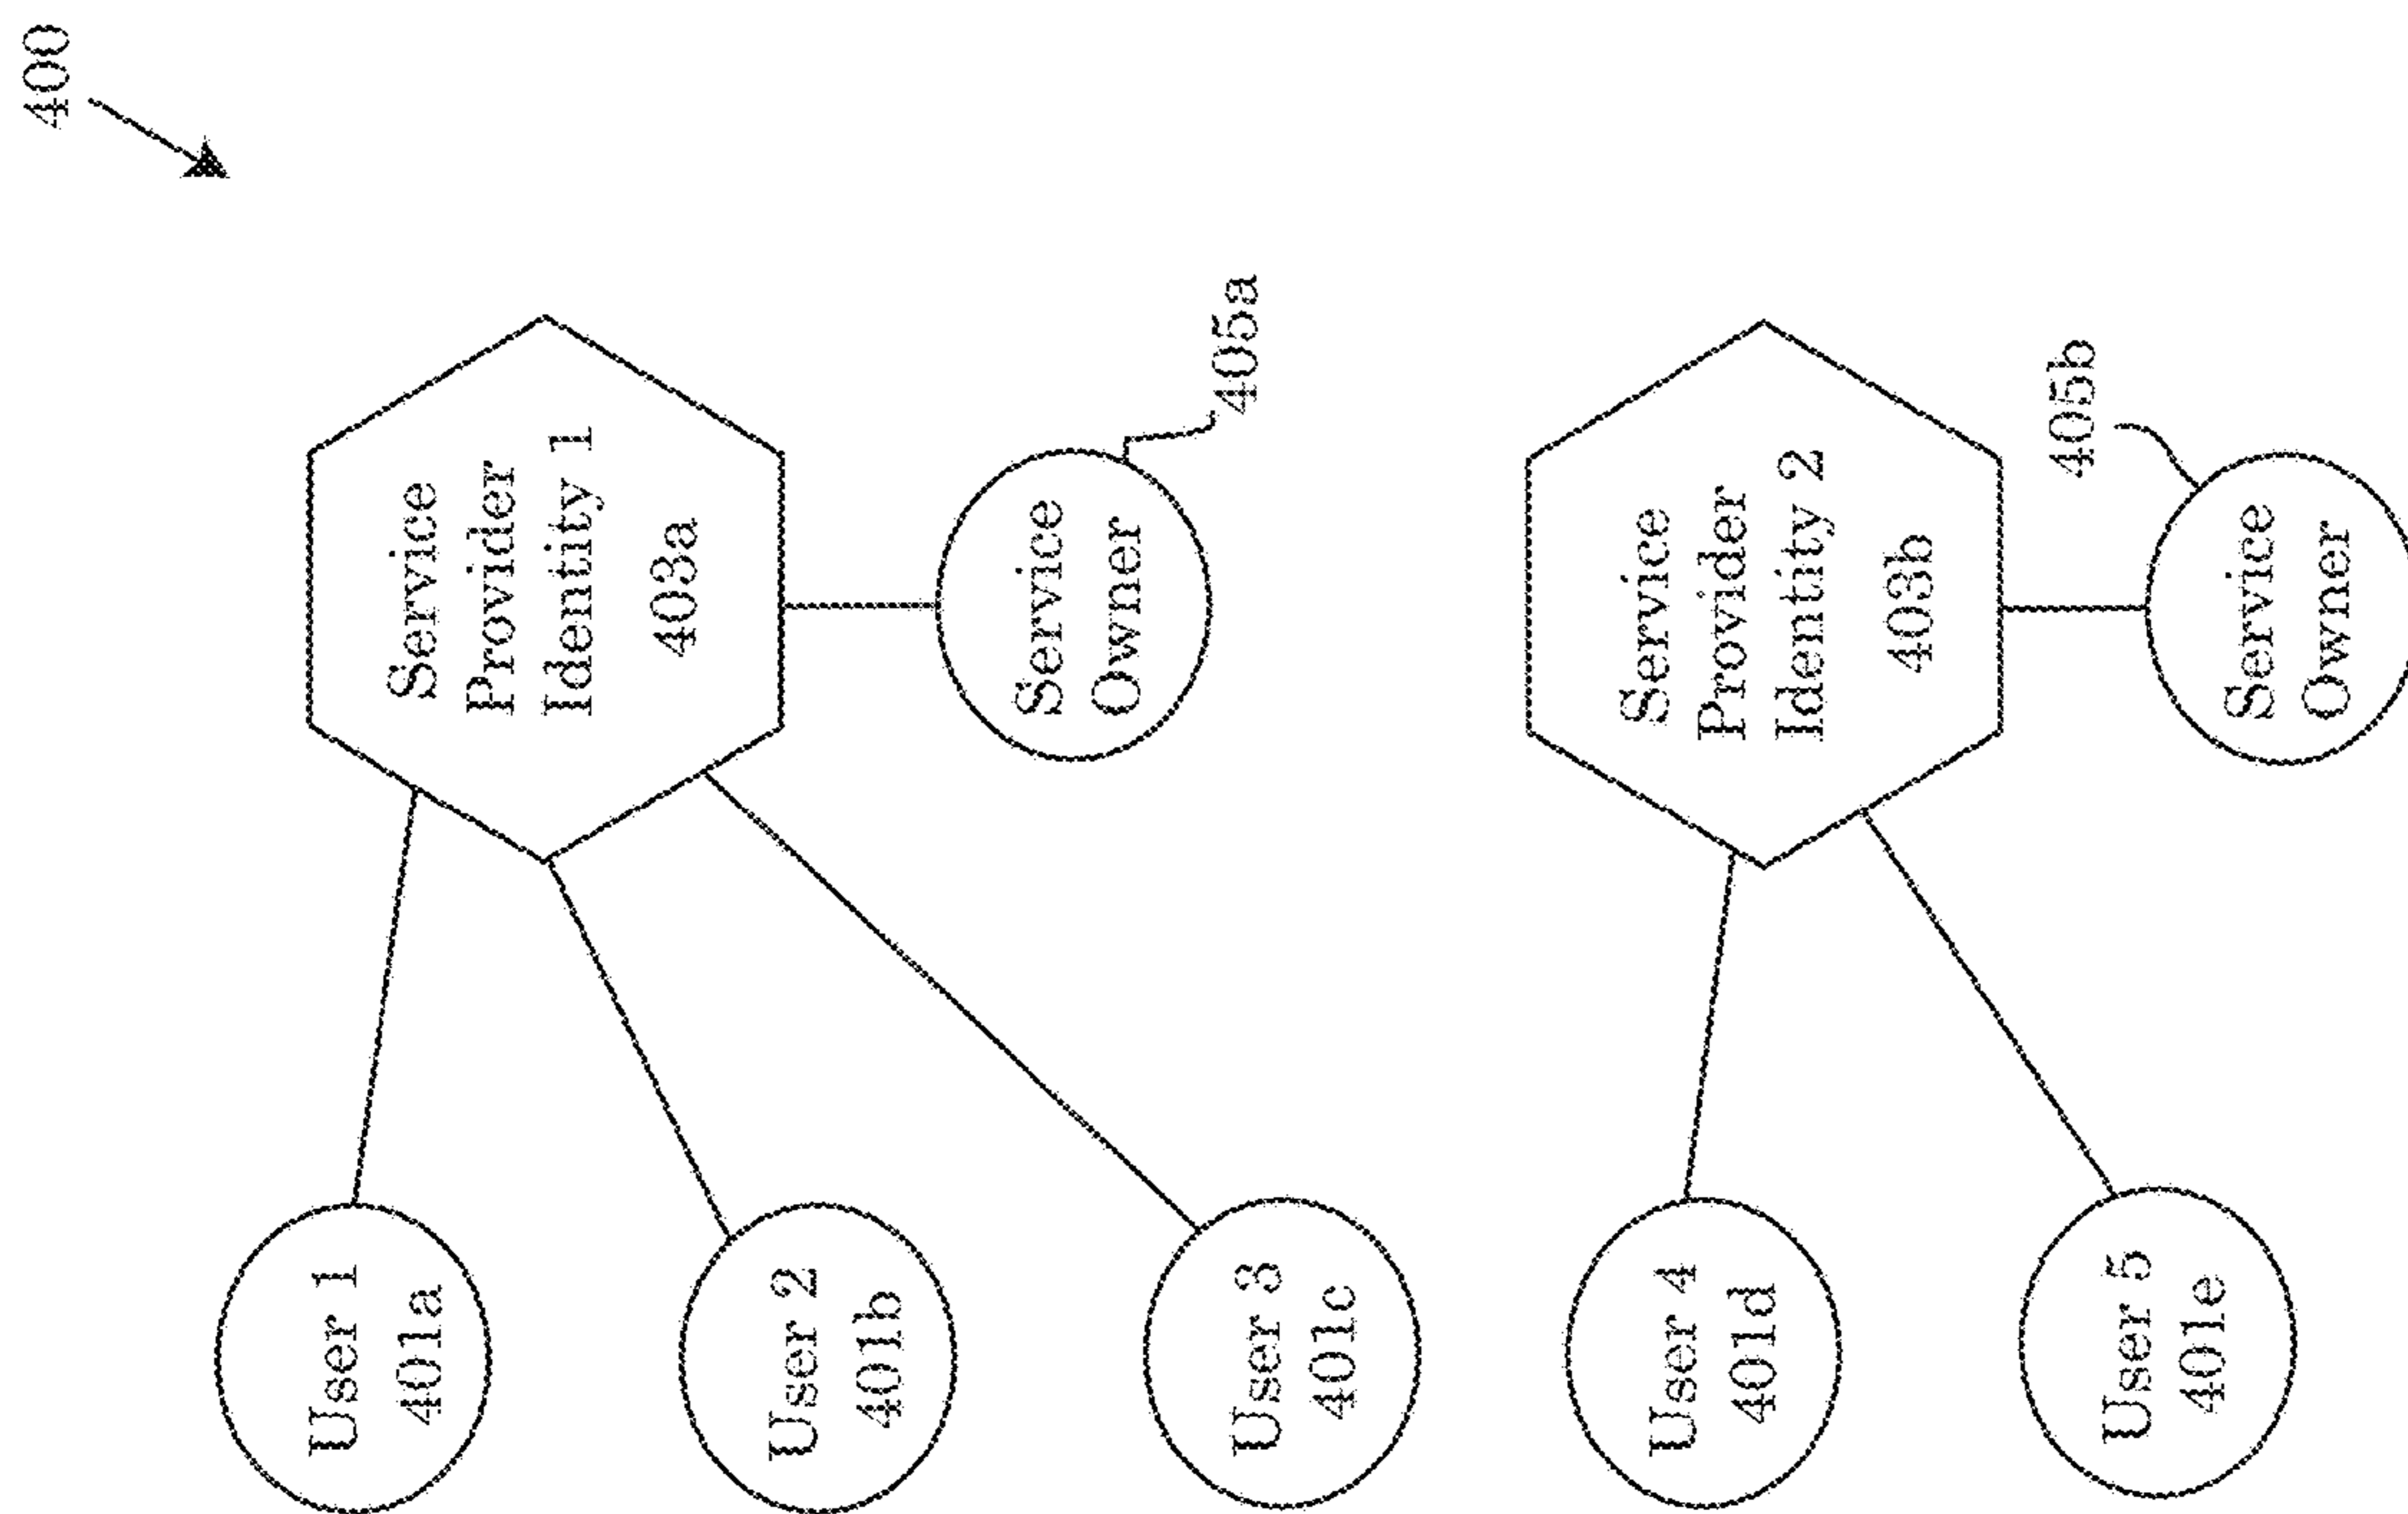 400
Service
Provider
Identity 1
403a
Service
Owner
405a
User 1
401a
User 2
401b
User 3
401c
Service
Provider
Identity 2
403b
405b
Service
Owner
User 4
401d
User 5
401e